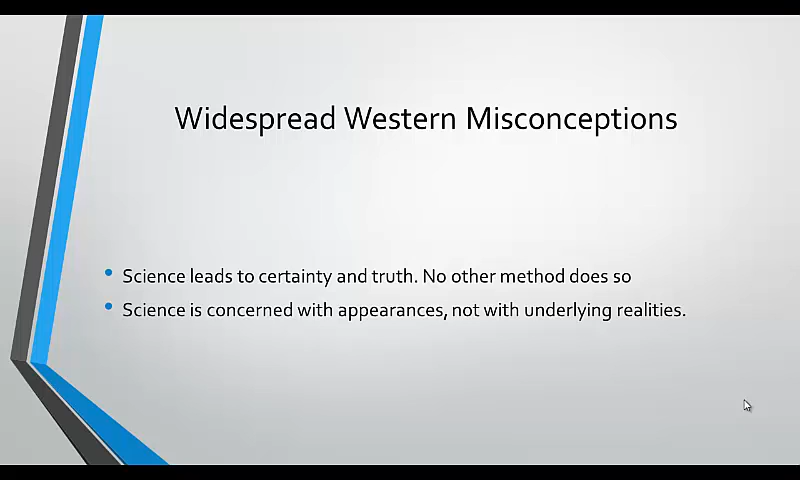 Widespread Western Misconceptions
• Science leads to certainty and truth. No other method does so
• Science is concerned with appearances, not with underlying realities.